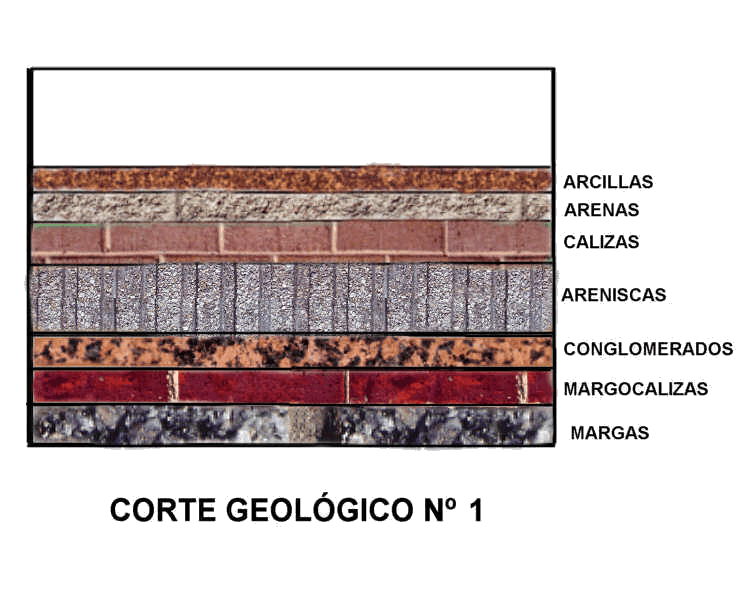 ARCILLAS
ARENAS
CALIZAS
ARENISCAS
CONGLOMERADOS
MARGOCALIZAS
MARGAS
CORTE GEOLÓGICO Nº 1